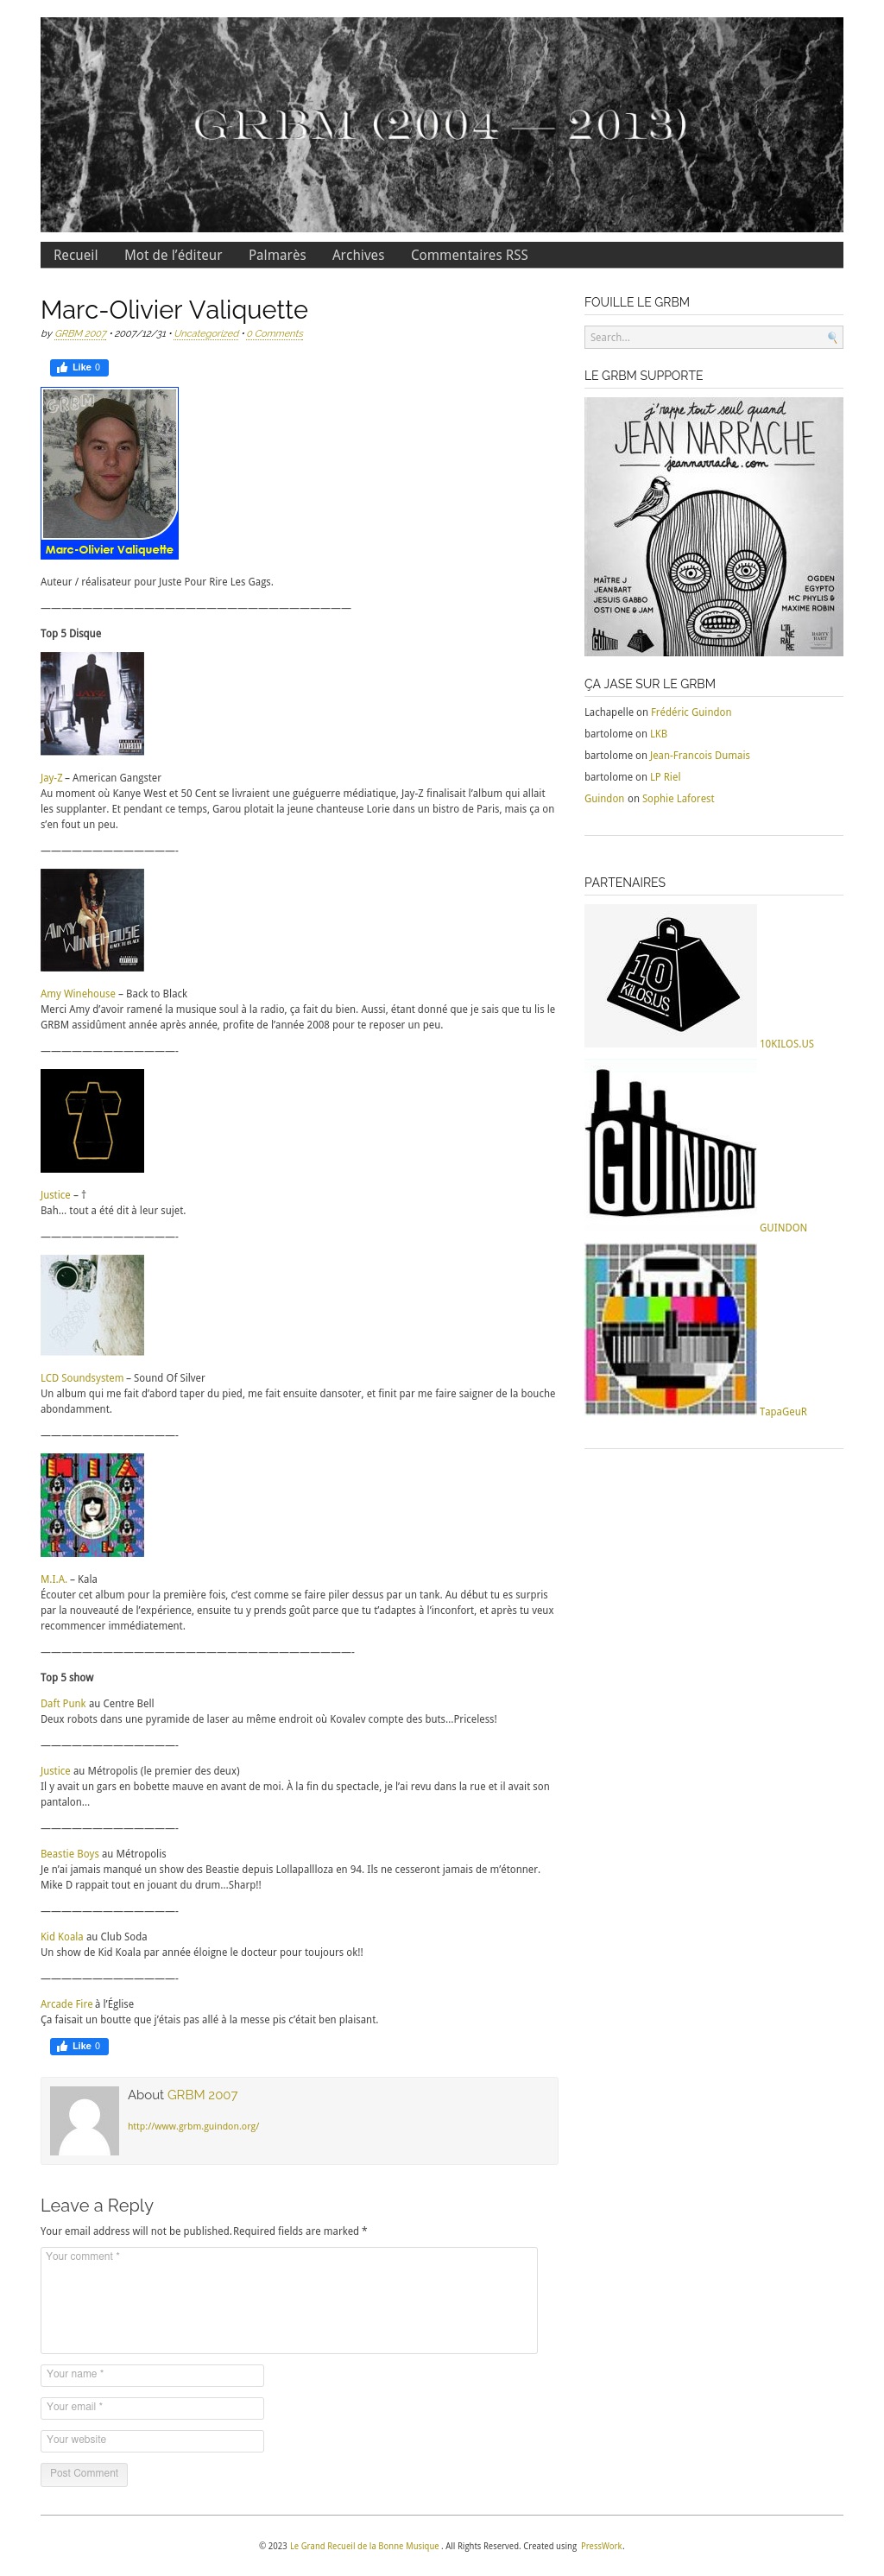 GRBM (2004 — 2013)
Recueil Mot de l’éditeur Palmarès Archives Commentaires RSS
Marc-Olivier Valiquette
by GRBM 2007 • 2007/12/31 • Uncategorized • 0 Comments
Like 0
GRBM
Marc-Olivier Valiquette
Auteur / réalisateur pour Juste Pour Rire Les Gags.
——————————————————————————————
Top 5 Disque
Jay-Z – American Gangster
Au moment où Kanye West et 50 Cent se livraient une guéguerre médiatique, Jay-Z finalisait l’album qui allait
les supplanter. Et pendant ce temps, Garou plotait la jeune chanteuse Lorie dans un bistro de Paris, mais ça on
s’en fout un peu.
—————————————-
AMY
WINEHOUSE
BACK TO BLACK
Amy Winehouse – Back to Black
Merci Amy d’avoir ramené la musique soul à la radio, ça fait du bien. Aussi, étant donné que je sais que tu lis le
GRBM assidûment année après année, profite de l’année 2008 pour te reposer un peu.
—————————————-
Justice – †
Bah… tout a été dit à leur sujet.
—————————————-
LCD Soundsystem – Sound Of Silver
Un album qui me fait d’abord taper du pied, me fait ensuite dansoter, et finit par me faire saigner de la bouche
abondamment.
—————————————-
MIA
KALA
M.I.A. – Kala
Écouter cet album pour la première fois, c’est comme se faire piler dessus par un tank. Au début tu es surpris
par la nouveauté de l’expérience, ensuite tu y prends goût parce que tu t’adaptes à l’inconfort, et après tu veux
recommencer immédiatement.
——————————————————————————————-
Top 5 show
Daft Punk au Centre Bell
Deux robots dans une pyramide de laser au même endroit où Kovalev compte des buts…Priceless!
—————————————-
Justice au Métropolis (le premier des deux)
Il y avait un gars en bobette mauve en avant de moi. À la fin du spectacle, je l’ai revu dans la rue et il avait son
pantalon…
—————————————-
Beastie Boys au Métropolis
Je n’ai jamais manqué un show des Beastie depuis Lollapallloza en 94. Ils ne cesseront jamais de m’étonner.
Mike D rappait tout en jouant du drum…Sharp!!
—————————————-
Kid Koala au Club Soda
Un show de Kid Koala par année éloigne le docteur pour toujours ok!!
—————————————-
Arcade Fire à l’Église
Ça faisait un boutte que j’étais pas allé à la messe pis c’était ben plaisant.
Like 0
About GRBM 2007
http://www.grbm.guindon.org/
Leave a Reply
Your email address will not be published.Required fields are marked *
Your comment *
Your name *
Your email *
Your website
Post Comment
FOUILLE LE GRBM
Search...
LE GRBM SUPPORTE
j'rappe tout seul quand
JEAN NARRACHE
jeannarrache.com
MAÎTRE J
JEANBART
JESUIS GABBO
OSTI ONE & JAM
OGDEN
EGYPTO
MC PHYLIS &
MAXIME ROBIN
ÇA JASE SUR LE GRBM
Lachapelle on Frédéric Guindon
bartolome on LKB
bartolome on Jean-Francois Dumais
bartolome on LP Riel
Guindon on Sophie Laforest
PARTENAIRES
10
KILOS.US
10KILOS.US
GUINDON
GUINDON
TapaGeuR
© 2023 Le Grand Recueil de la Bonne Musique . All Rights Reserved. Created using PressWork.